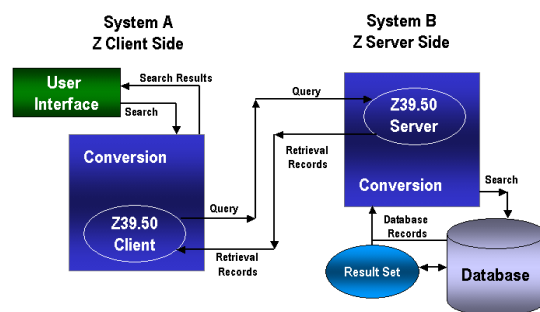 System A
Z Client Side
System B
Z Server Side
User
Interface
Search Results
Search
Conversion
Z39.50
Client
Query
Retrieval
Records
Query
Retrieval
Records
Z39.50
Server
Conversion
Search
Database
Records
Result Set
Database